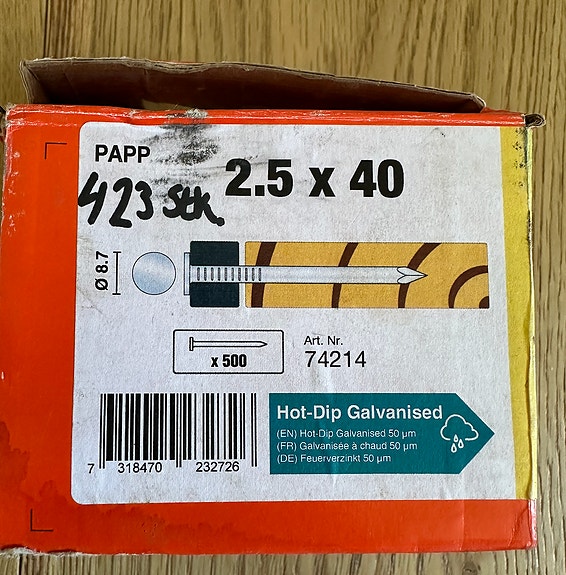 PAPP
2.5 x 40
423 Stk.
Ø 8.7
x 500
Art. Nr.
74214
7 318470 232726
Hot-Dip Galvanised
(EN) Hot-Dip Galvanised 50 µm
(FR) Galvanisée à chaud 50 µm
(DE) Feuerverzinkt 50 µm